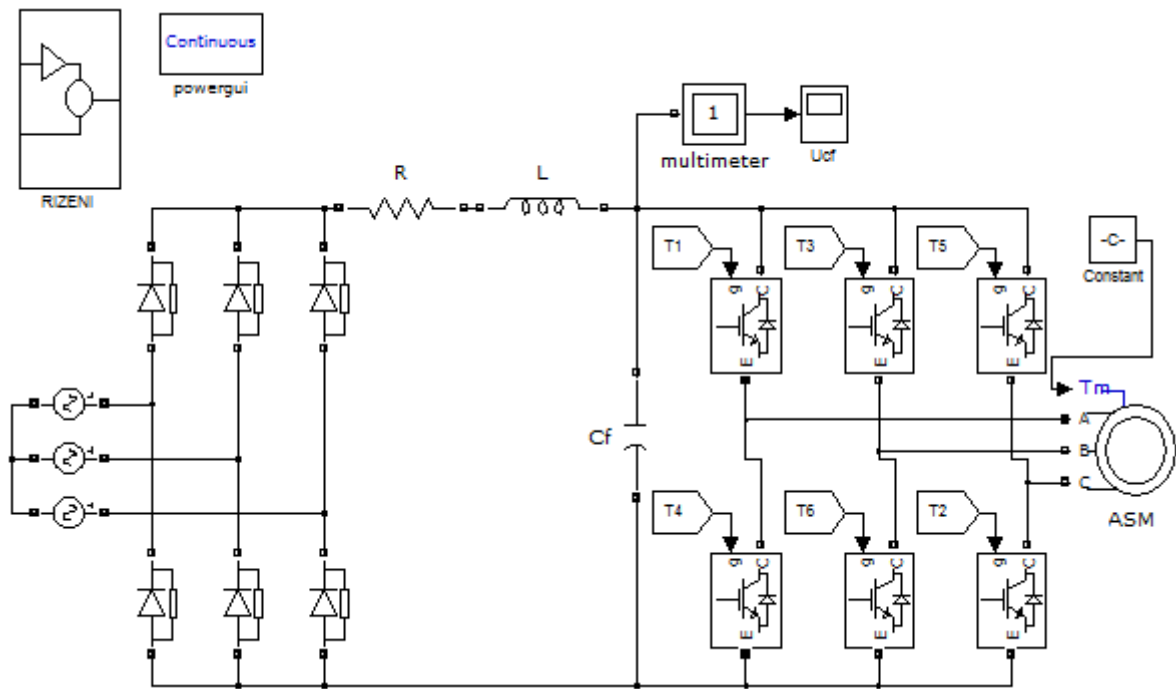 Continuous
powergui
RIZENI
1
multimeter
Ucf
R
L
T1
T3
T5
-C-
Constant
g
C
E
g
C
E
g
C
E
Tm
A
B
C
ASM
Cf
T4
T6
T2
g
C
E
g
C
E
g
C
E